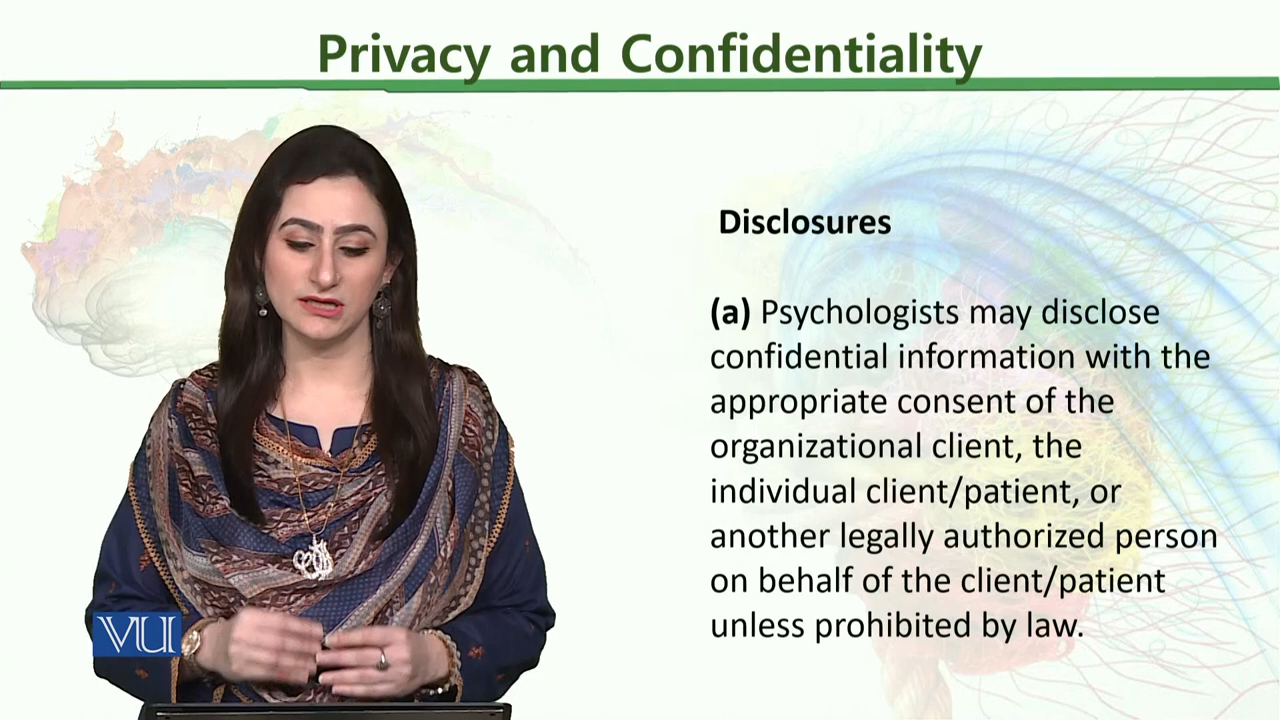 Privacy and Confidentiality
Disclosures
(a) Psychologists may disclose
confidential information with the
appropriate consent of the
organizational client, the
individual client/patient, or
another legally authorized person
on behalf of the client/patient
unless prohibited by law.
VU